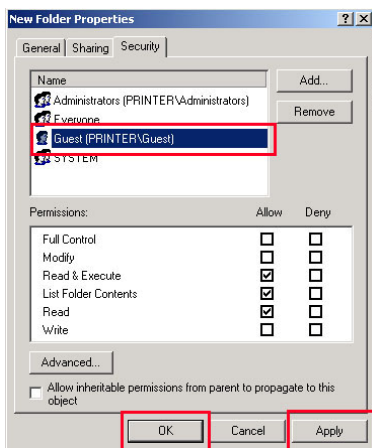 New Folder Properties
General Sharing Security
Name
Add...
Administrators (PRINTER\Administrators)
Everyone
Remove
Guest (PRINTER\Guest)
SYSTEM
Permissions: Allow Deny
Full Control
Modify
Read & Execute
List Folder Contents
Read
Write
Advanced...
Allow inheritable permissions from parent to propagate to this
object
OK Cancel Apply